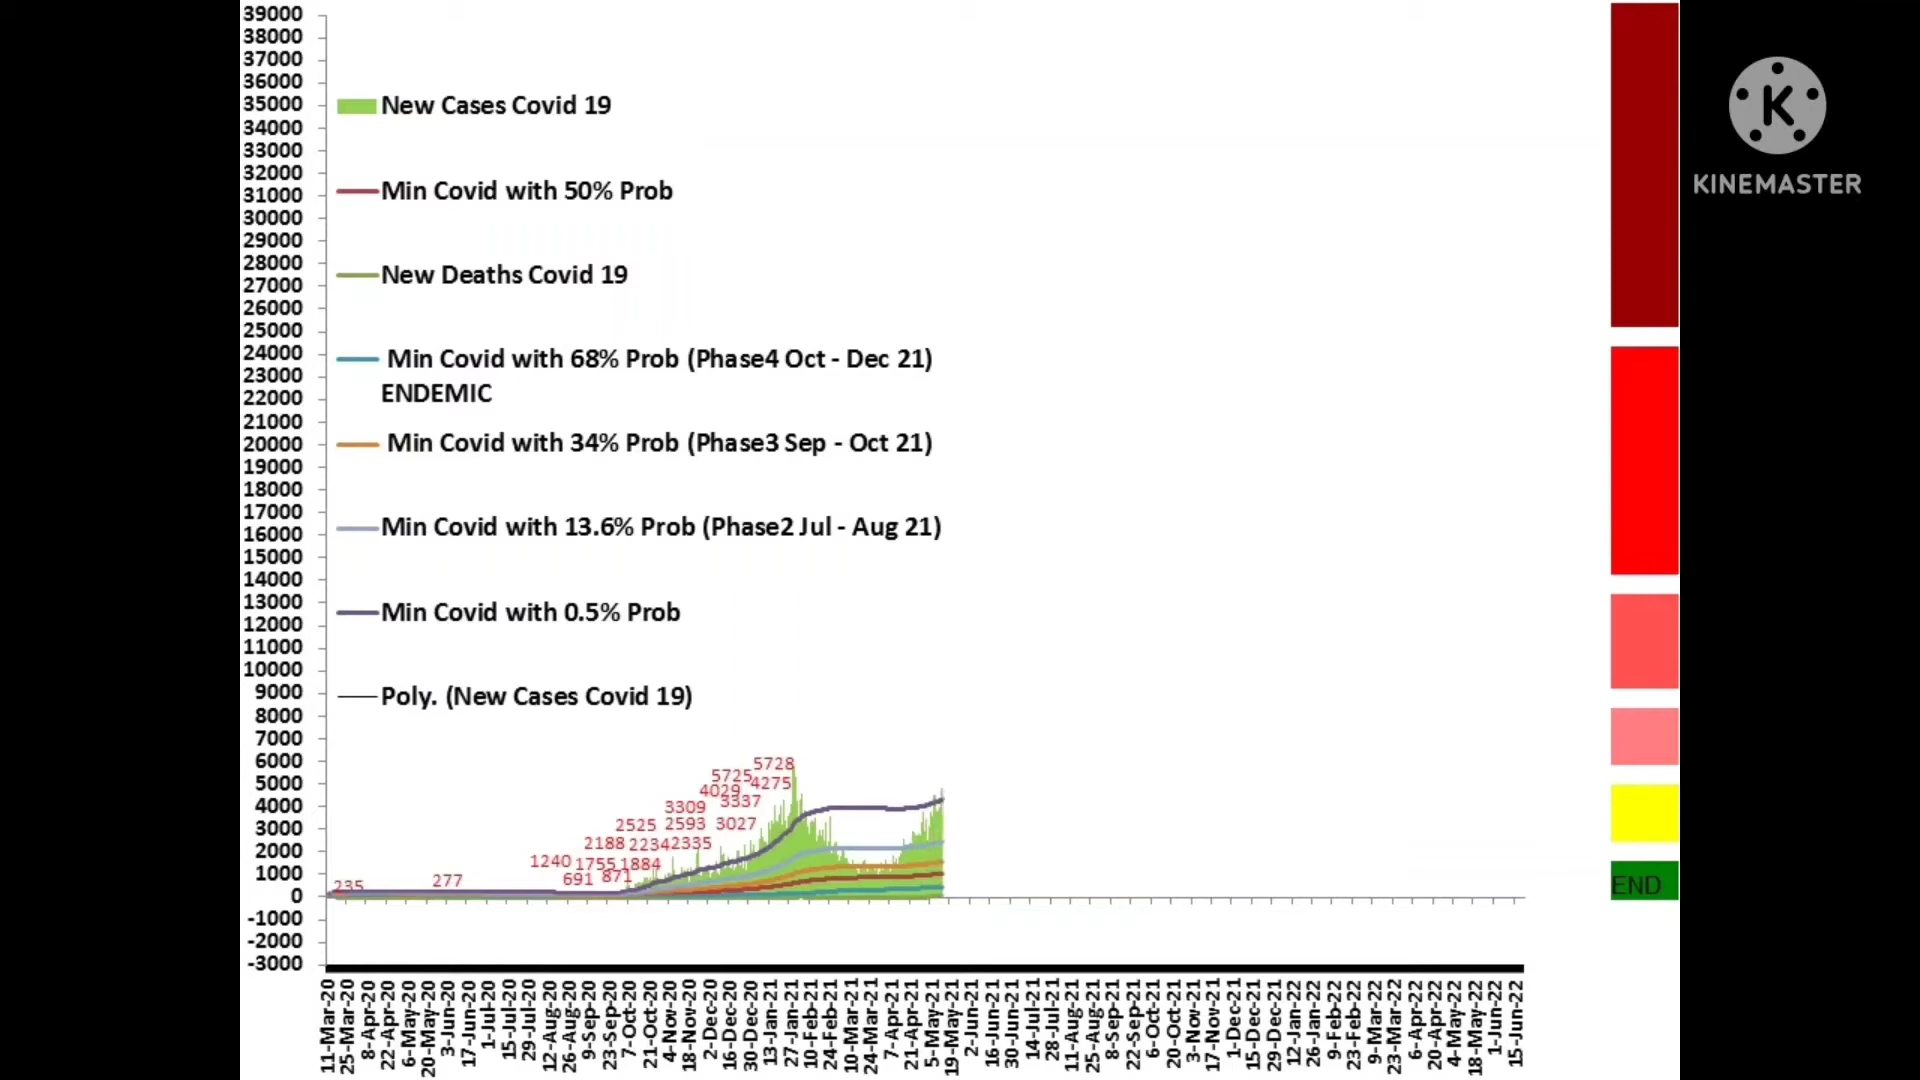 39000
38000
37000
36000
35000
34000
33000
32000
31000
30000
29000
28000
27000
26000
25000
24000
23000
22000
21000
20000
19000
18000
17000
16000
15000
14000
13000
12000
11000
10000
9000
8000
7000
6000
5000
4000
3000
2000
1000
0
-1000
-2000
-3000
New Cases Covid 19
Min Covid with 50% Prob
New Deaths Covid 19
Min Covid with 68% Prob (Phase4 Oct - Dec 21)
ENDEMIC
Min Covid with 34% Prob (Phase3 Sep - Oct 21)
Min Covid with 13.6% Prob (Phase2 Jul - Aug 21)
Min Covid with 0.5% Prob
Poly. (New Cases Covid 19)
5728
5725
4275
4029
3337
3309
2525
2593
3027
2188
2234
2335
1240
1755
1884
691
871
277
235
END
K
KINEMASTER
11-Mar-20
25-Mar-20
8-Apr-20
22-Apr-20
6-May-20
20-May-20
3-Jun-20
17-Jun-20
1-Jul-20
15-Jul-20
29-Jul-20
12-Aug-20
26-Aug-20
9-Sep-20
23-Sep-20
7-Oct-20
21-Oct-20
4-Nov-20
18-Nov-20
2-Dec-20
16-Dec-20
30-Dec-20
13-Jan-21
27-Jan-21
10-Feb-21
24-Feb-21
10-Mar-21
24-Mar-21
7-Apr-21
21-Apr-21
5-May-21
19-May-21
2-Jun-21
16-Jun-21
30-Jun-21
14-Jul-21
28-Jul-21
11-Aug-21
25-Aug-21
8-Sep-21
22-Sep-21
6-Oct-21
20-Oct-21
3-Nov-21
17-Nov-21
1-Dec-21
15-Dec-21
29-Dec-21
12-Jan-22
26-Jan-22
9-Feb-22
23-Feb-22
9-Mar-22
23-Mar-22
6-Apr-22
20-Apr-22
4-May-22
18-May-22
1-Jun-22
15-Jun-22